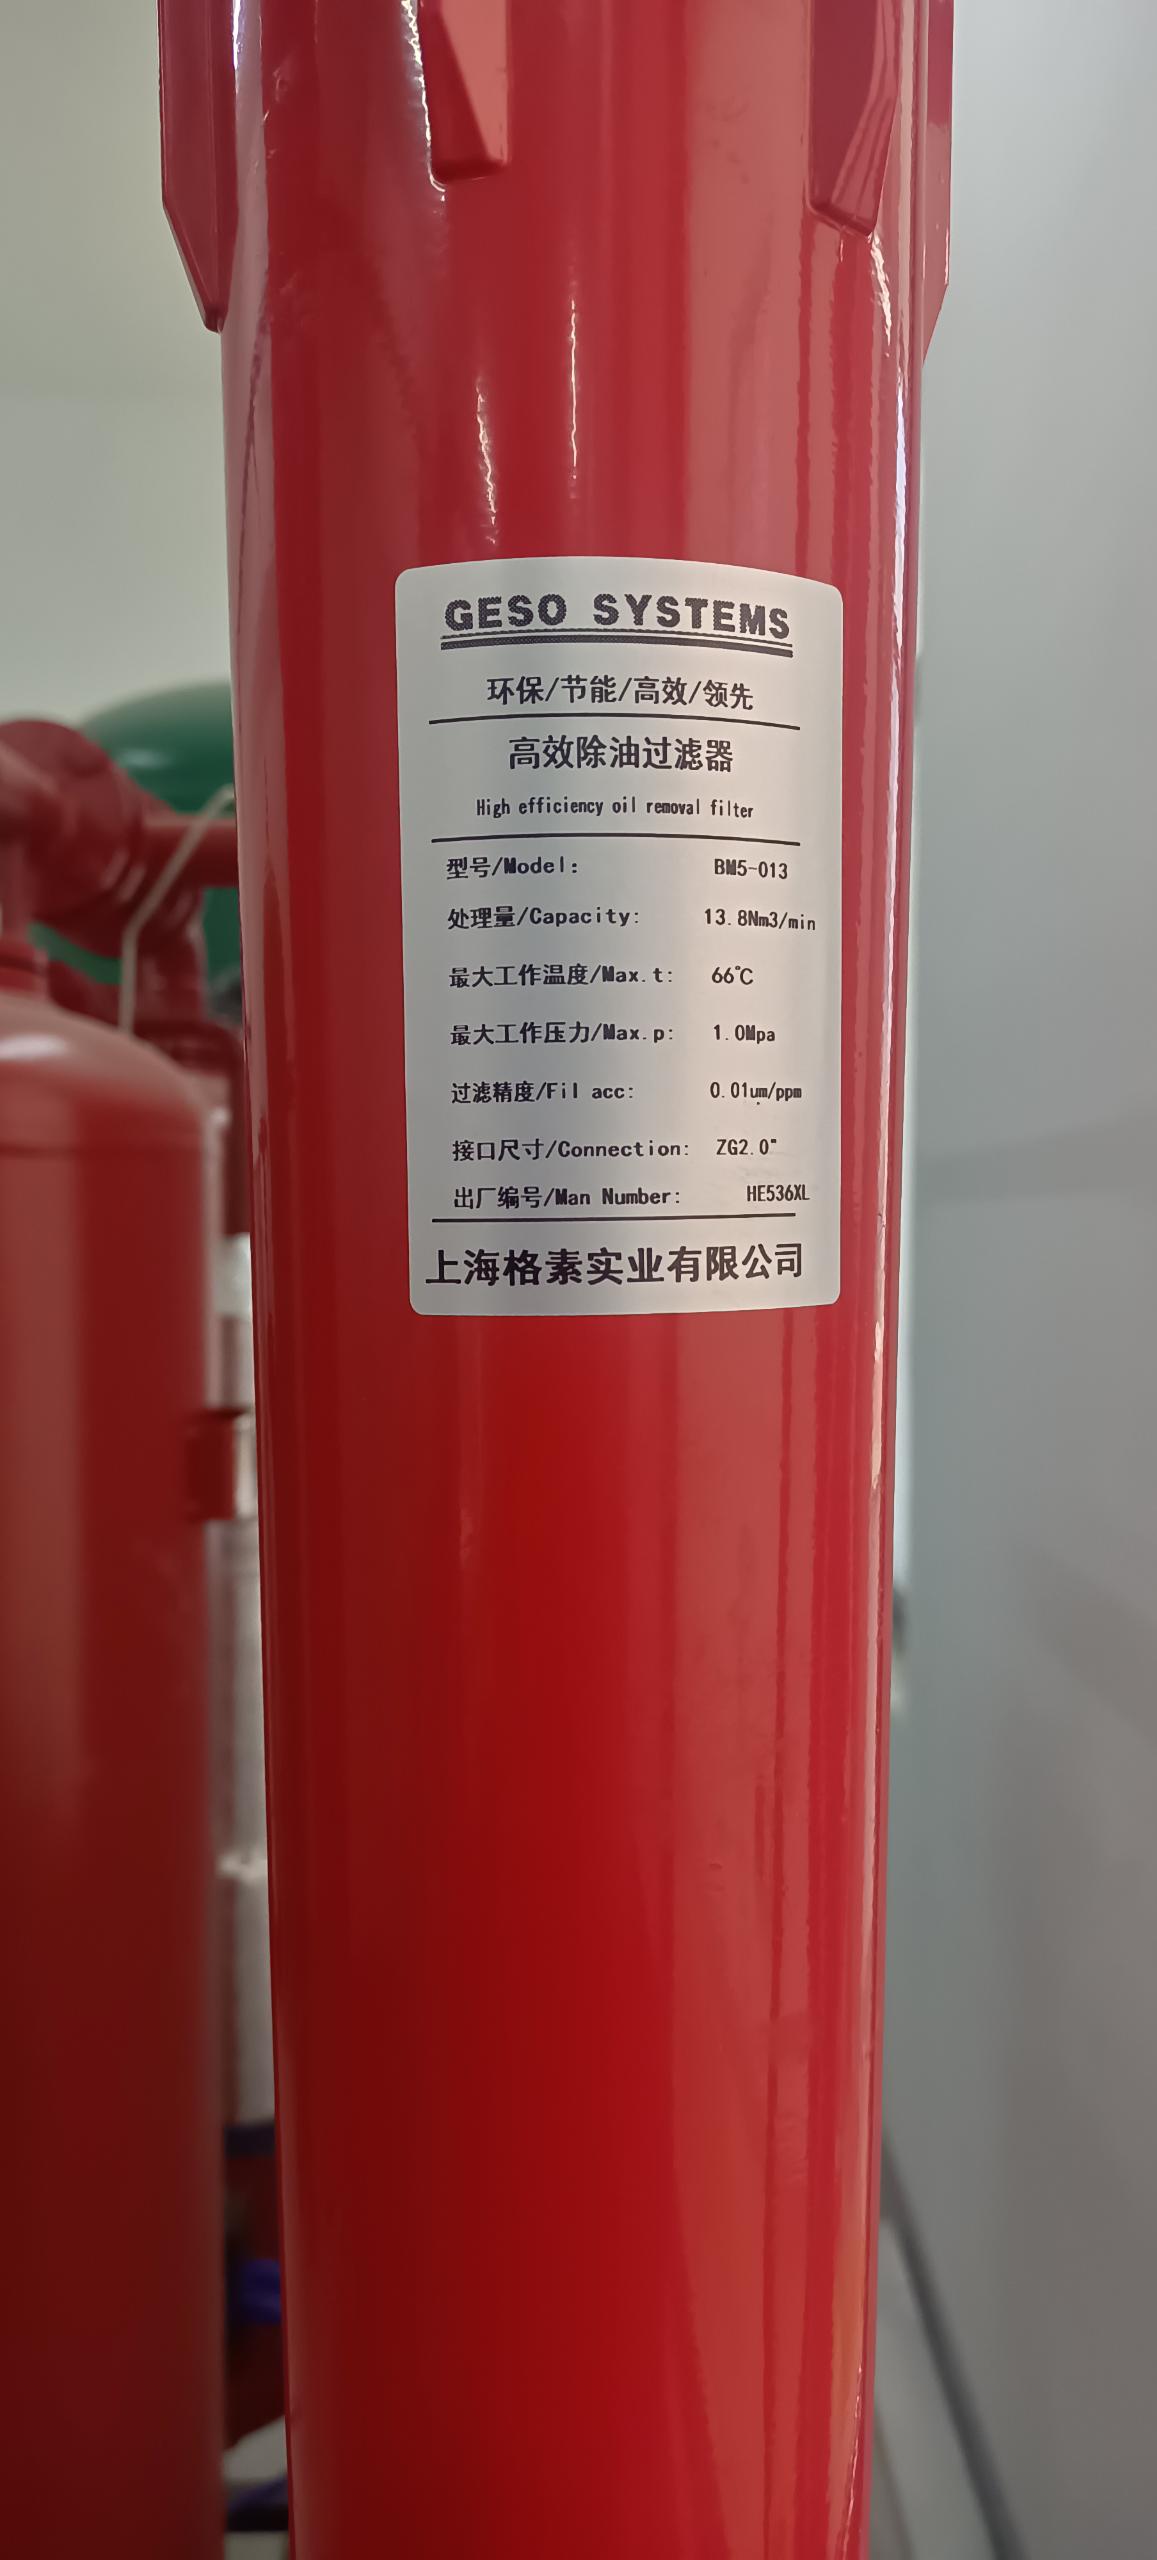 GESO SYSTEMS
环保/节能/高效/领先
高效除油过滤器
High efficiency oil removal filter
型号/Model: BM5-013
处理量/Capacity: 13.8Nm3/min
最大工作温度/Max.t: 66℃
最大工作压力/Max.p: 1.0Mpa
过滤精度/Fil acc: 0.01um/ppm
接口尺寸/Connection: ZG2.0"
出厂编号/Man Number: HE536XL
上海格素实业有限公司